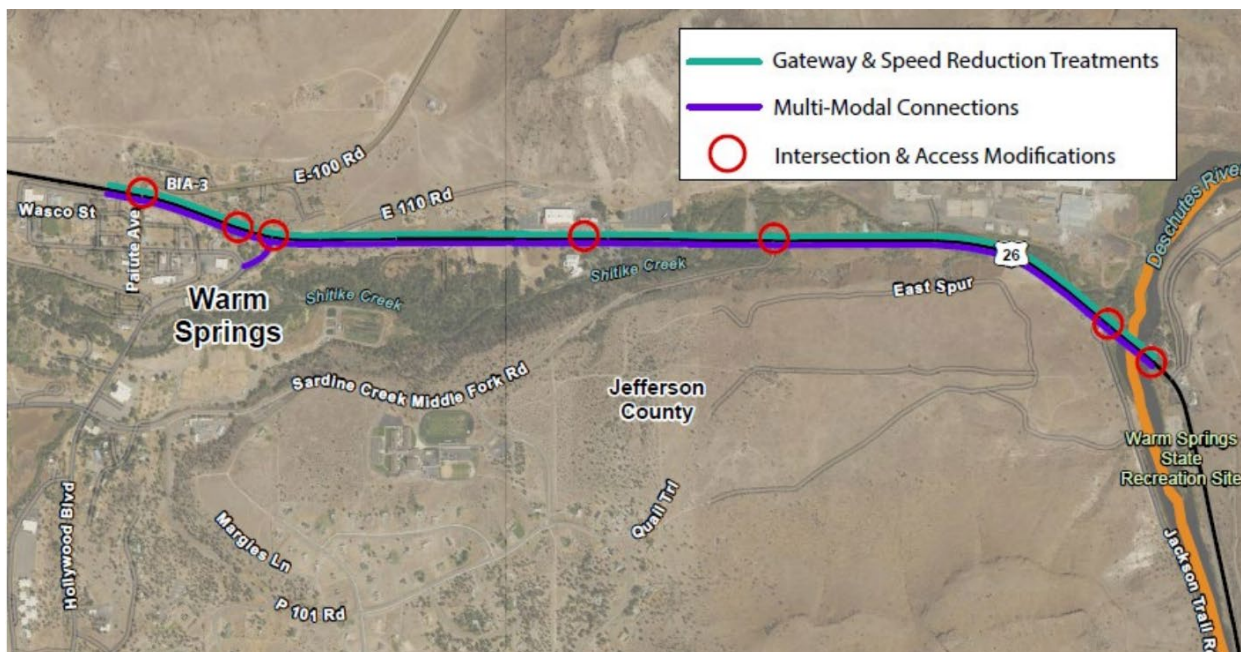 Gateway & Speed Reduction Treatments
Multi-Modal Connections
Intersection & Access Modifications
Deschutes River
E-100 Rd
BIA-3
Wasco St
E 110 Rd
Paiute Ave
26
Shitike Creek
East Spur
Warm
Springs
Shitike Creek
Sardine Creek Middle Fork Rd
Jefferson
County
Warm Springs
State
Recreation Site
Hollywood Blvd
Quail Trl
Margies Ln
Jackson Trail Rd
P 101 Rd